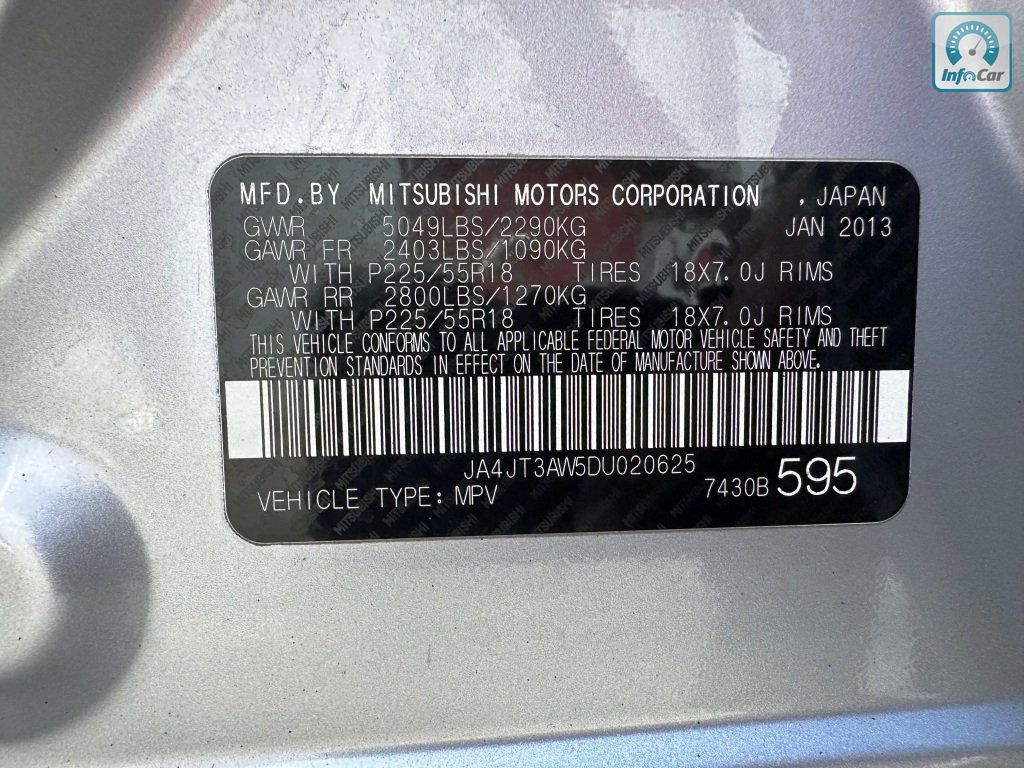 InfoCar
MFD.BY MITSUBISHI MOTORS CORPORATION , JAPAN
GWWR 5049LBS/2290KG JAN 2013
GAWR FR 2403LBS/1090KG
WITH P225/55R18 TIRES 18X7.0J RIMS
GAWR RR 2800LBS/1270KG
WITH P225/55R18 TIRES 18X7.0J RIMS
THIS VEHICLE CONFORMS TO ALL APPLICABLE FEDERAL MOTOR VEHICLE SAFETY AND THEFT
PREVENTION STANDARDS IN EFFECT ON THE DATE OF MANUFACTURE SHOWN ABOVE.
JA4JT3AW5DU020625
VEHICLE TYPE: MPV 7430B 595